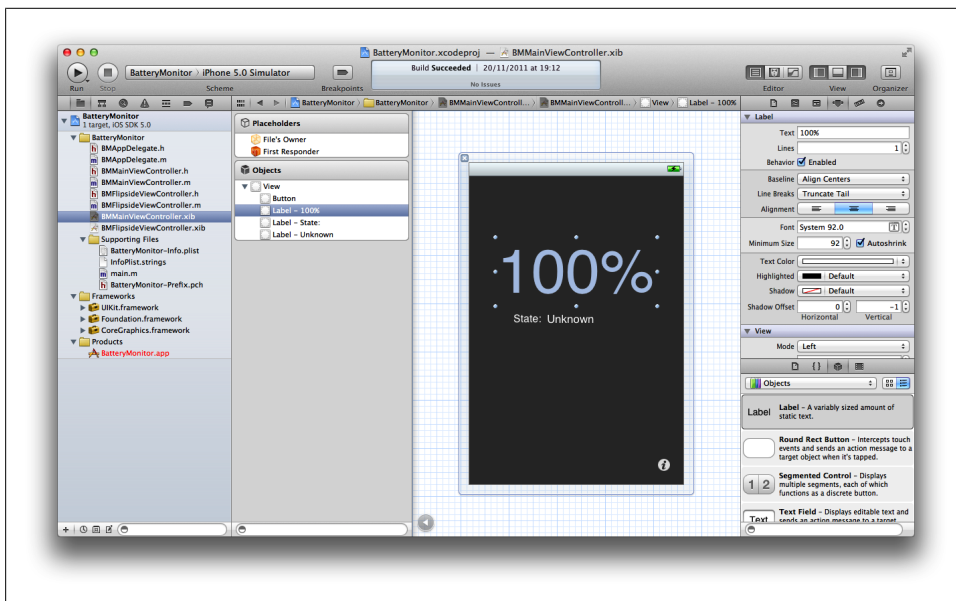 BatteryMonitor.xcodeproj — BMMainViewController.xib
BatteryMonitor › iPhone 5.0 Simulator
Build Succeeded | 20/11/2011 at 19:12
No Issues
Run
Stop
Scheme
Breakpoints
Editor
View
Organizer
BatteryMonitor › BatteryMonitor › BMMainViewControll... › BMMainViewControll... › View › Label – 100%
BatteryMonitor
1 target, iOS SDK 5.0
BatteryMonitor
BMAppDelegate.h
BMAppDelegate.m
BMMainViewController.h
BMMainViewController.m
BMFlipsideViewController.h
BMFlipsideViewController.m
BMMainViewController.xib
BMFlipsideViewController.xib
Supporting Files
BatteryMonitor-Info.plist
InfoPlist.strings
main.m
BatteryMonitor-Prefix.pch
Frameworks
UIKit.framework
Foundation.framework
CoreGraphics.framework
Products
BatteryMonitor.app
Placeholders
File's Owner
First Responder
Objects
View
Button
Label – 100%
Label – State:
Label – Unknown
100%
State: Unknown
Label
Text 100%
Lines 1
Behavior Enabled
Baseline Align Centers
Line Breaks Truncate Tail
Alignment
Font System 92.0
Minimum Size 92 Autoshrink
Text Color
Highlighted Default
Shadow Default
Shadow Offset 0 -1
Horizontal Vertical
View
Mode Left
Objects
Label
Label – A variably sized amount of
static text.
Round Rect Button – Intercepts touch
events and sends an action message to a
target object when it's tapped.
1 2
Segmented Control – Displays
multiple segments, each of which
functions as a discrete button.
Text
Text Field – Displays editable text and
sends an action message to a target